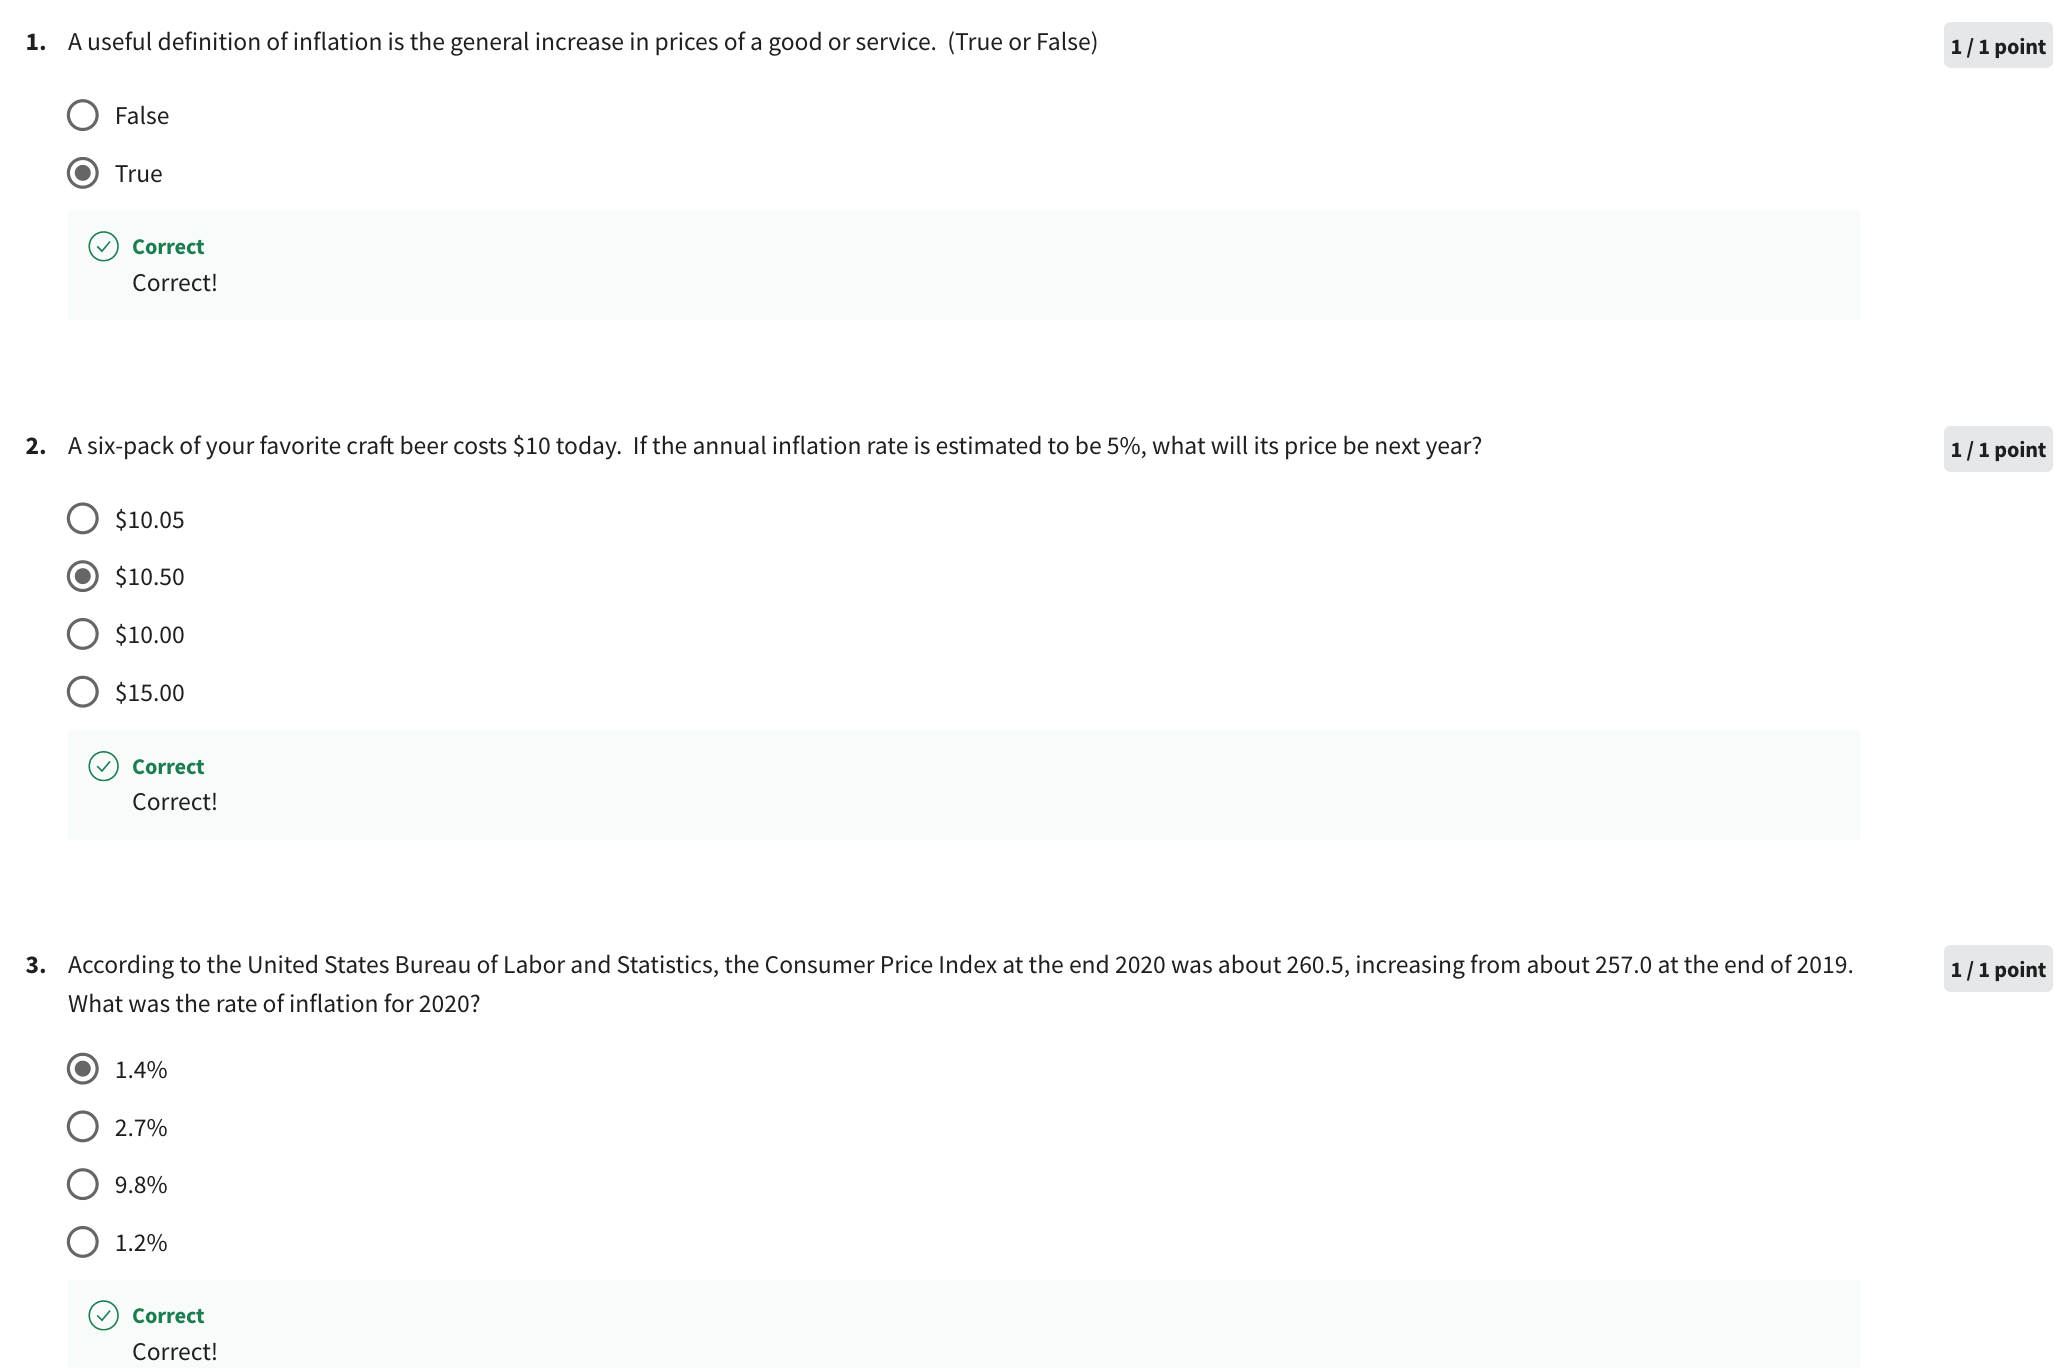 1. A useful definition of inflation is the general increase in prices of a good or service. (True or False)
1 / 1 point
False
True
Correct
Correct!
2. A six-pack of your favorite craft beer costs $10 today. If the annual inflation rate is estimated to be 5%, what will its price be next year?
1 / 1 point
$10.05
$10.50
$10.00
$15.00
Correct
Correct!
3. According to the United States Bureau of Labor and Statistics, the Consumer Price Index at the end 2020 was about 260.5, increasing from about 257.0 at the end of 2019.
1 / 1 point
What was the rate of inflation for 2020?
1.4%
2.7%
9.8%
1.2%
Correct
Correct!